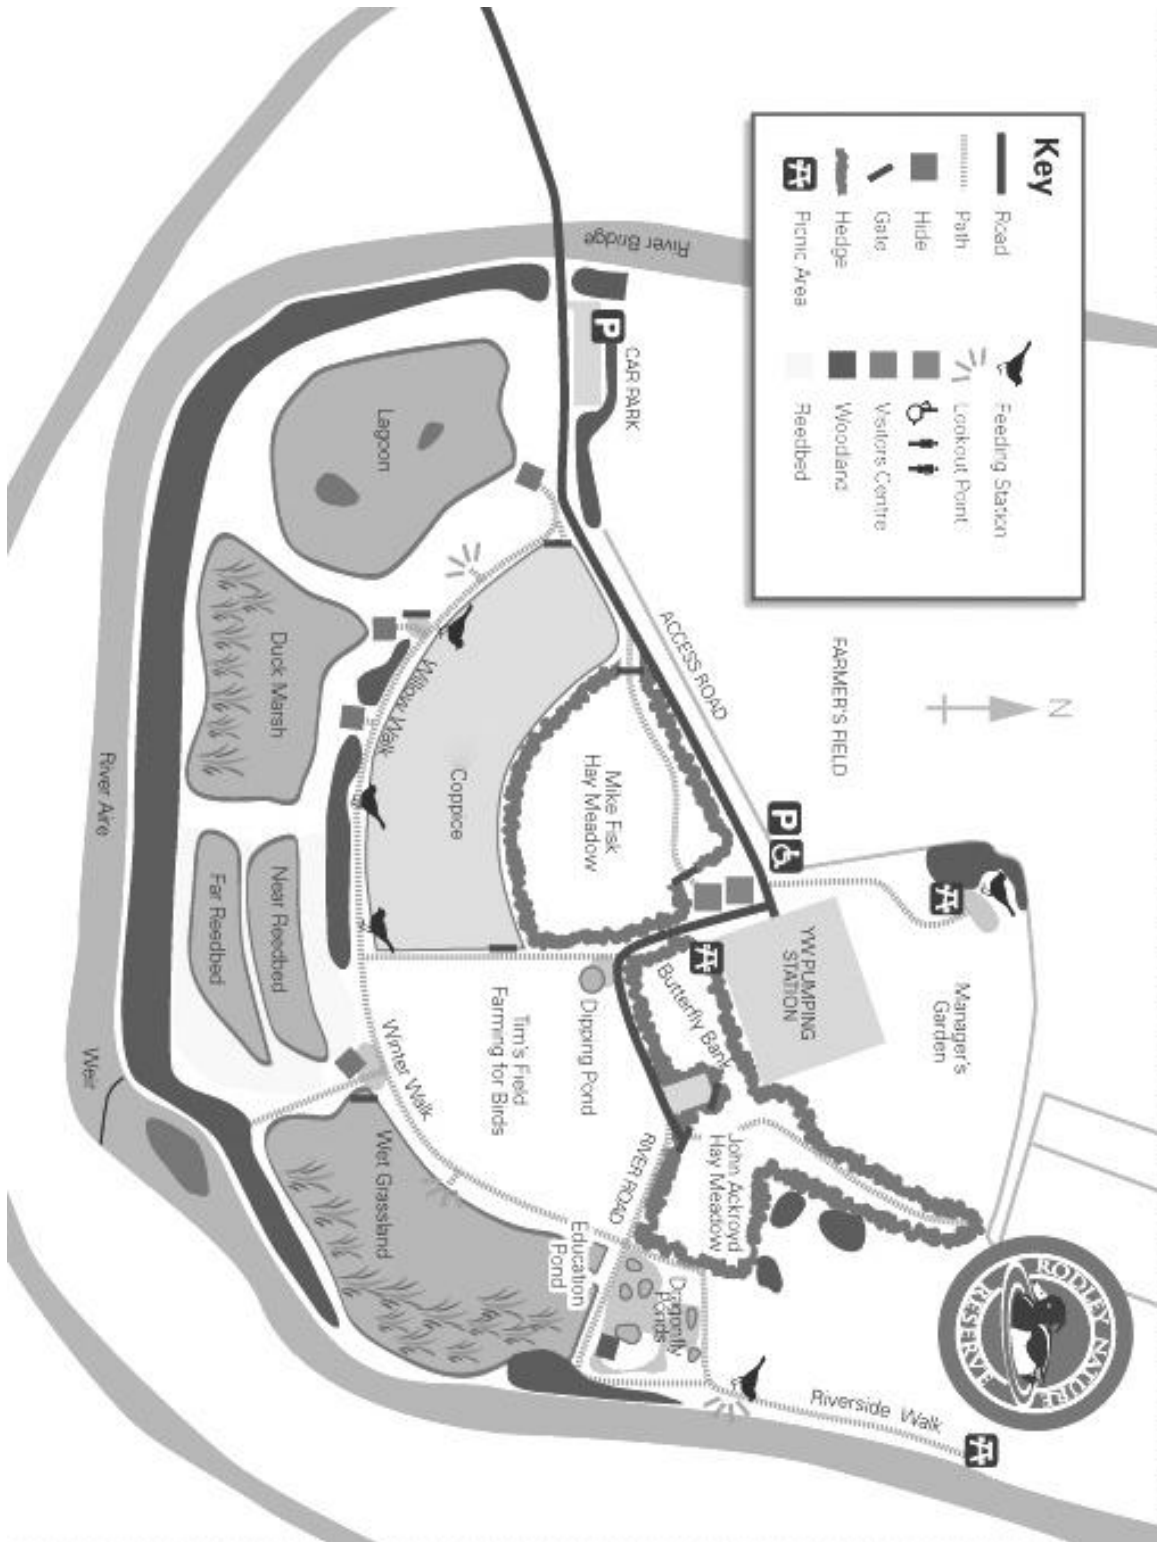 Key
Road
Path
Hide
Gate
Hedge
Picnic Area
Feeding Station
Lookout Point
Visitors Centre
Woodland
Reedbed
N
River Bridge
P
CAR PARK
ACCESS ROAD
FARMER'S FIELD
Lagoon
Duck Marsh
Willow Walk
Coppice
Mike Fisk
Hay Meadow
P
YW PUMPING
STATION
Manager's
Garden
Butterfly Bank
Dipping Pond
Tim's Field
Farming for Birds
Winter Walk
Near Reedbed
Far Reedbed
River Aire
Weir
Wet Grassland
Education
Pond
RIVER ROAD
John Ackroyd
Hay Meadow
Dragonfly
Ponds
Riverside Walk
RODLEY NATURE
RESERVE